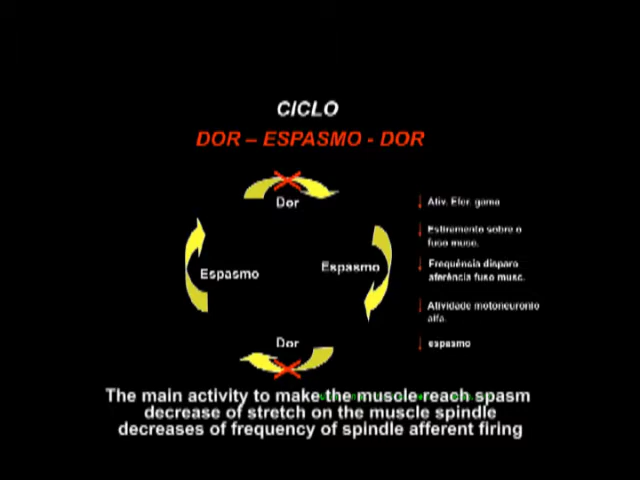 CICLO
DOR – ESPASMO - DOR
Dor
Ativ. Efer. gama
Estiramento sobre o
fuso musc.
Espasmo
Espasmo
Frequência disparo
aferência fuso musc.
Atividade motoneuronio
alfa.
Dor
espasmo
The main activity to make the muscle reach spasm
decrease of stretch on the muscle spindle
decreases of frequency of spindle afferent firing